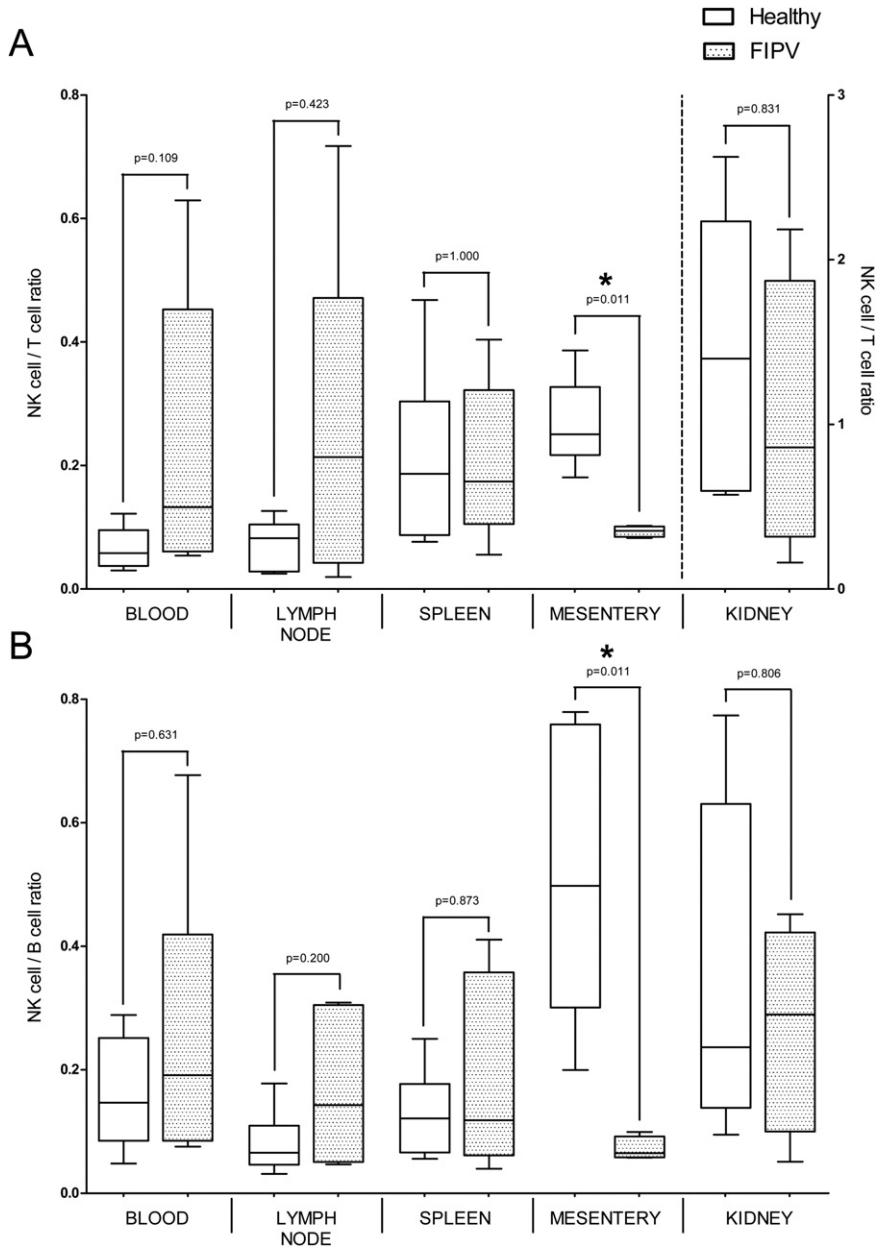 Healthy
FIPV
A
0.8
0.6
0.4
0.2
0.0
NK cell / T cell ratio
p=0.109
p=0.423
p=1.000
*
p=0.011
p=0.831
3
2
1
0
NK cell / T cell ratio
BLOOD
LYMPH
NODE
SPLEEN
MESENTERY
KIDNEY
B
0.8
0.6
0.4
0.2
0.0
NK cell / B cell ratio
p=0.631
p=0.200
p=0.873
*
p=0.011
p=0.806
BLOOD
LYMPH
NODE
SPLEEN
MESENTERY
KIDNEY